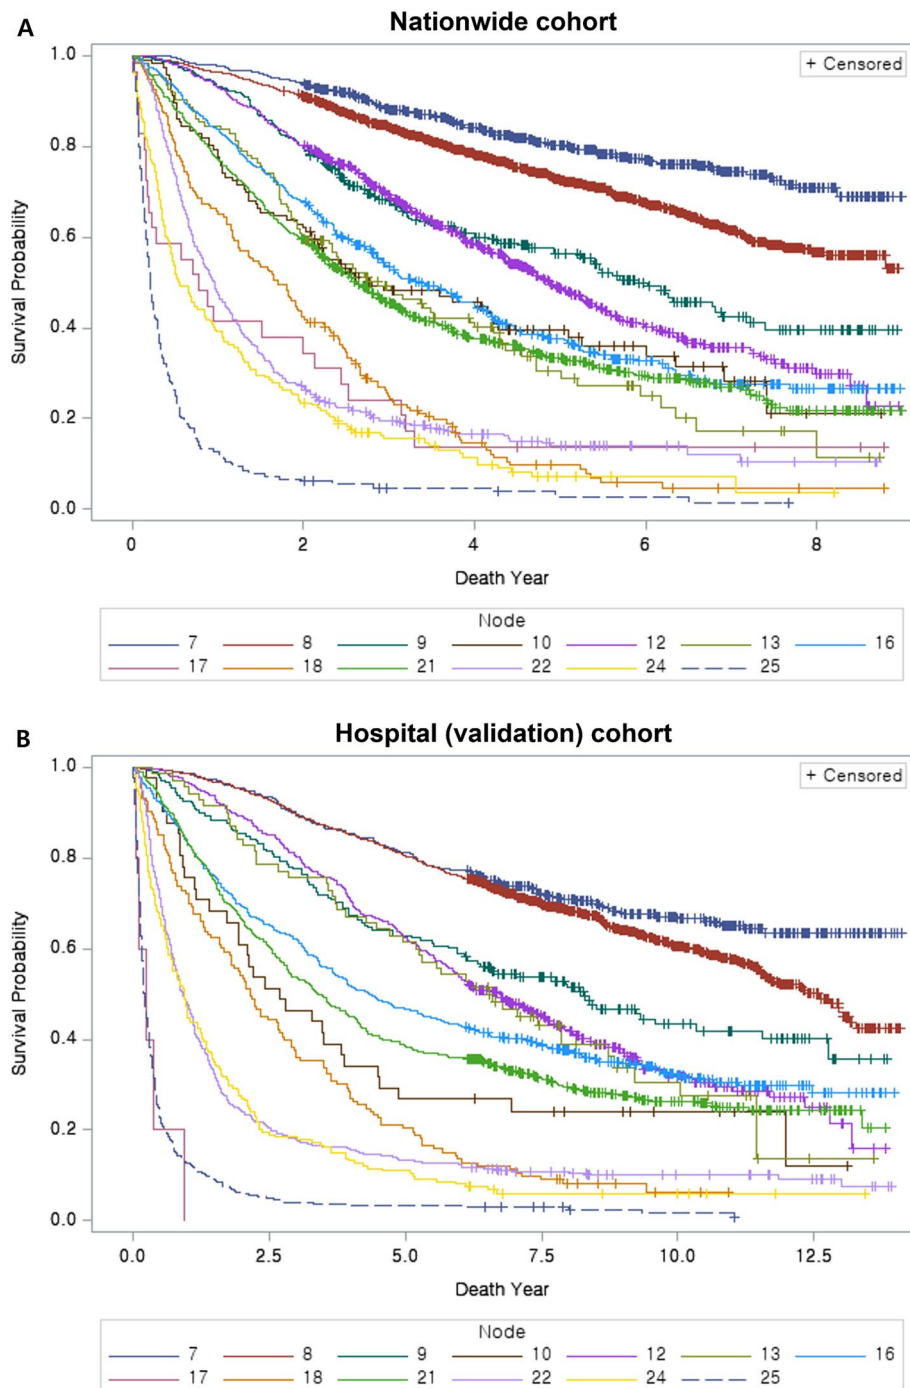 A
Nationwide cohort
+ Censored
1.0
0.8
0.6
0.4
0.2
0.0
Survival Probability
0 2 4 6 8
Death Year
Node
7 8 9 10 12 13 16
17 18 21 22 24 25
B
Hospital (validation) cohort
+ Censored
1.0
0.8
0.6
0.4
0.2
0.0
Survival Probability
0.0 2.5 5.0 7.5 10.0 12.5
Death Year
Node
7 8 9 10 12 13 16
17 18 21 22 24 25